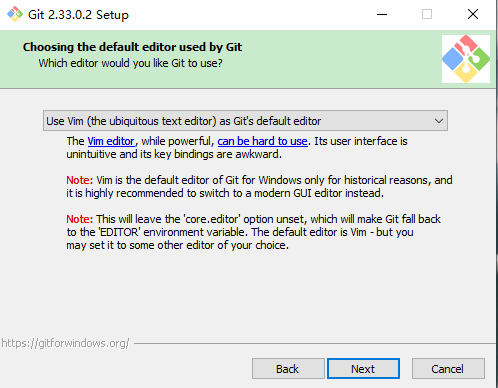 Git 2.33.0.2 Setup
Choosing the default editor used by Git
Which editor would you like Git to use?
Use Vim (the ubiquitous text editor) as Git's default editor
The Vim editor, while powerful, can be hard to use. Its user interface is
unintuitive and its key bindings are awkward.
Note: Vim is the default editor of Git for Windows only for historical reasons, and
it is highly recommended to switch to a modern GUI editor instead.
Note: This will leave the 'core.editor' option unset, which will make Git fall back
to the 'EDITOR' environment variable. The default editor is Vim - but you
may set it to some other editor of your choice.
https://gitforwindows.org/
Back
Next
Cancel